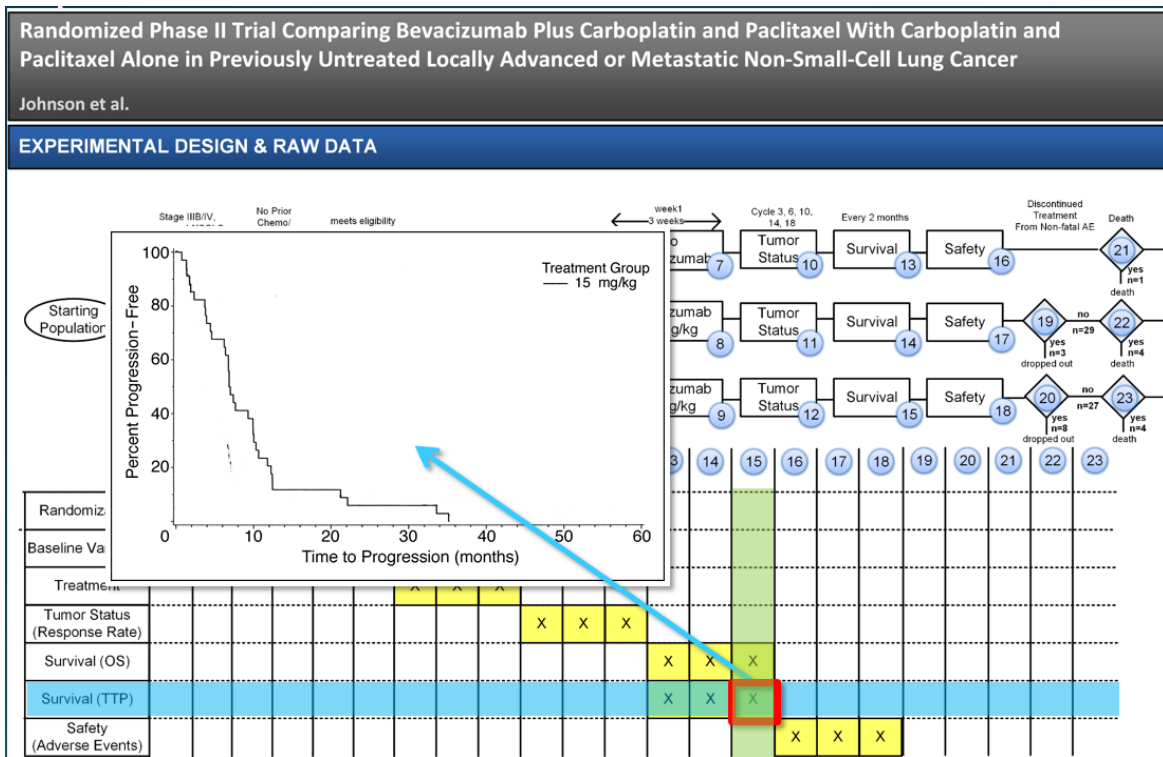 Randomized Phase II Trial Comparing Bevacizumab Plus Carboplatin and Paclitaxel With Carboplatin and
Paclitaxel Alone in Previously Untreated Locally Advanced or Metastatic Non-Small-Cell Lung Cancer
Johnson et al.
EXPERIMENTAL DESIGN & RAW DATA
Stage IIIB/IV,
No Prior
Chemo/
meets eligibility
week1
3 weeks
Cycle 3, 6, 10,
14, 18
Every 2 months
Discontinued
Treatment
From Non-fatal AE
Death
Starting
Population
7
Tumor
Status
10
Survival
13
Safety
16
21
yes
n=1
death
8
Tumor
Status
11
Survival
14
Safety
17
19
no
n=29
yes
n=3
dropped out
22
yes
n=4
death
9
Tumor
Status
12
Survival
15
Safety
18
20
no
n=27
yes
n=8
dropped out
23
yes
n=4
death
Percent Progression-Free
100
80
60
40
20
0 10 20 30 40 50 60
Time to Progression (months)
Treatment Group
15 mg/kg
14 15 16 17 18 19 20 21 22 23
Treatment X X X
Tumor Status
(Response Rate) X X X
Survival (OS) X X X
Survival (TTP) X X X
Safety
(Adverse Events) X X X